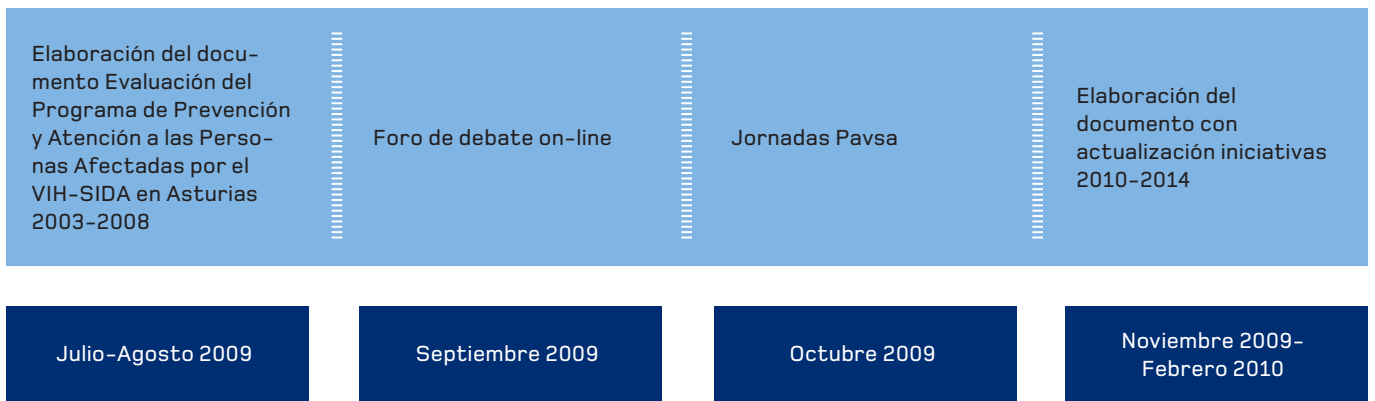 Elaboración del docu-
mento Evaluación del
Programa de Prevención
y Atención a las Perso-
nas Afectadas por el
VIH-SIDA en Asturias
2003-2008
Foro de debate on-line
Jornadas Pavsa
Elaboración del
documento con
actualización iniciativas
2010-2014
Julio-Agosto 2009
Septiembre 2009
Octubre 2009
Noviembre 2009-
Febrero 2010